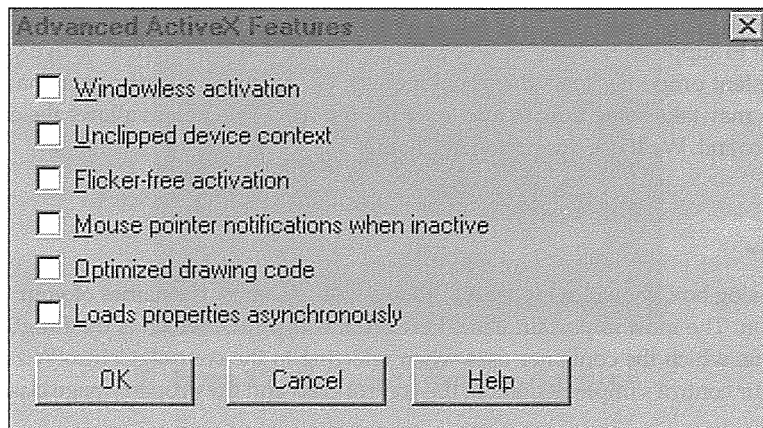 Advanced ActiveX Features
Windowless activation
Unclipped device context
Flicker-free activation
Mouse pointer notifications when inactive
Optimized drawing code
Loads properties asynchronously
OK
Cancel
Help